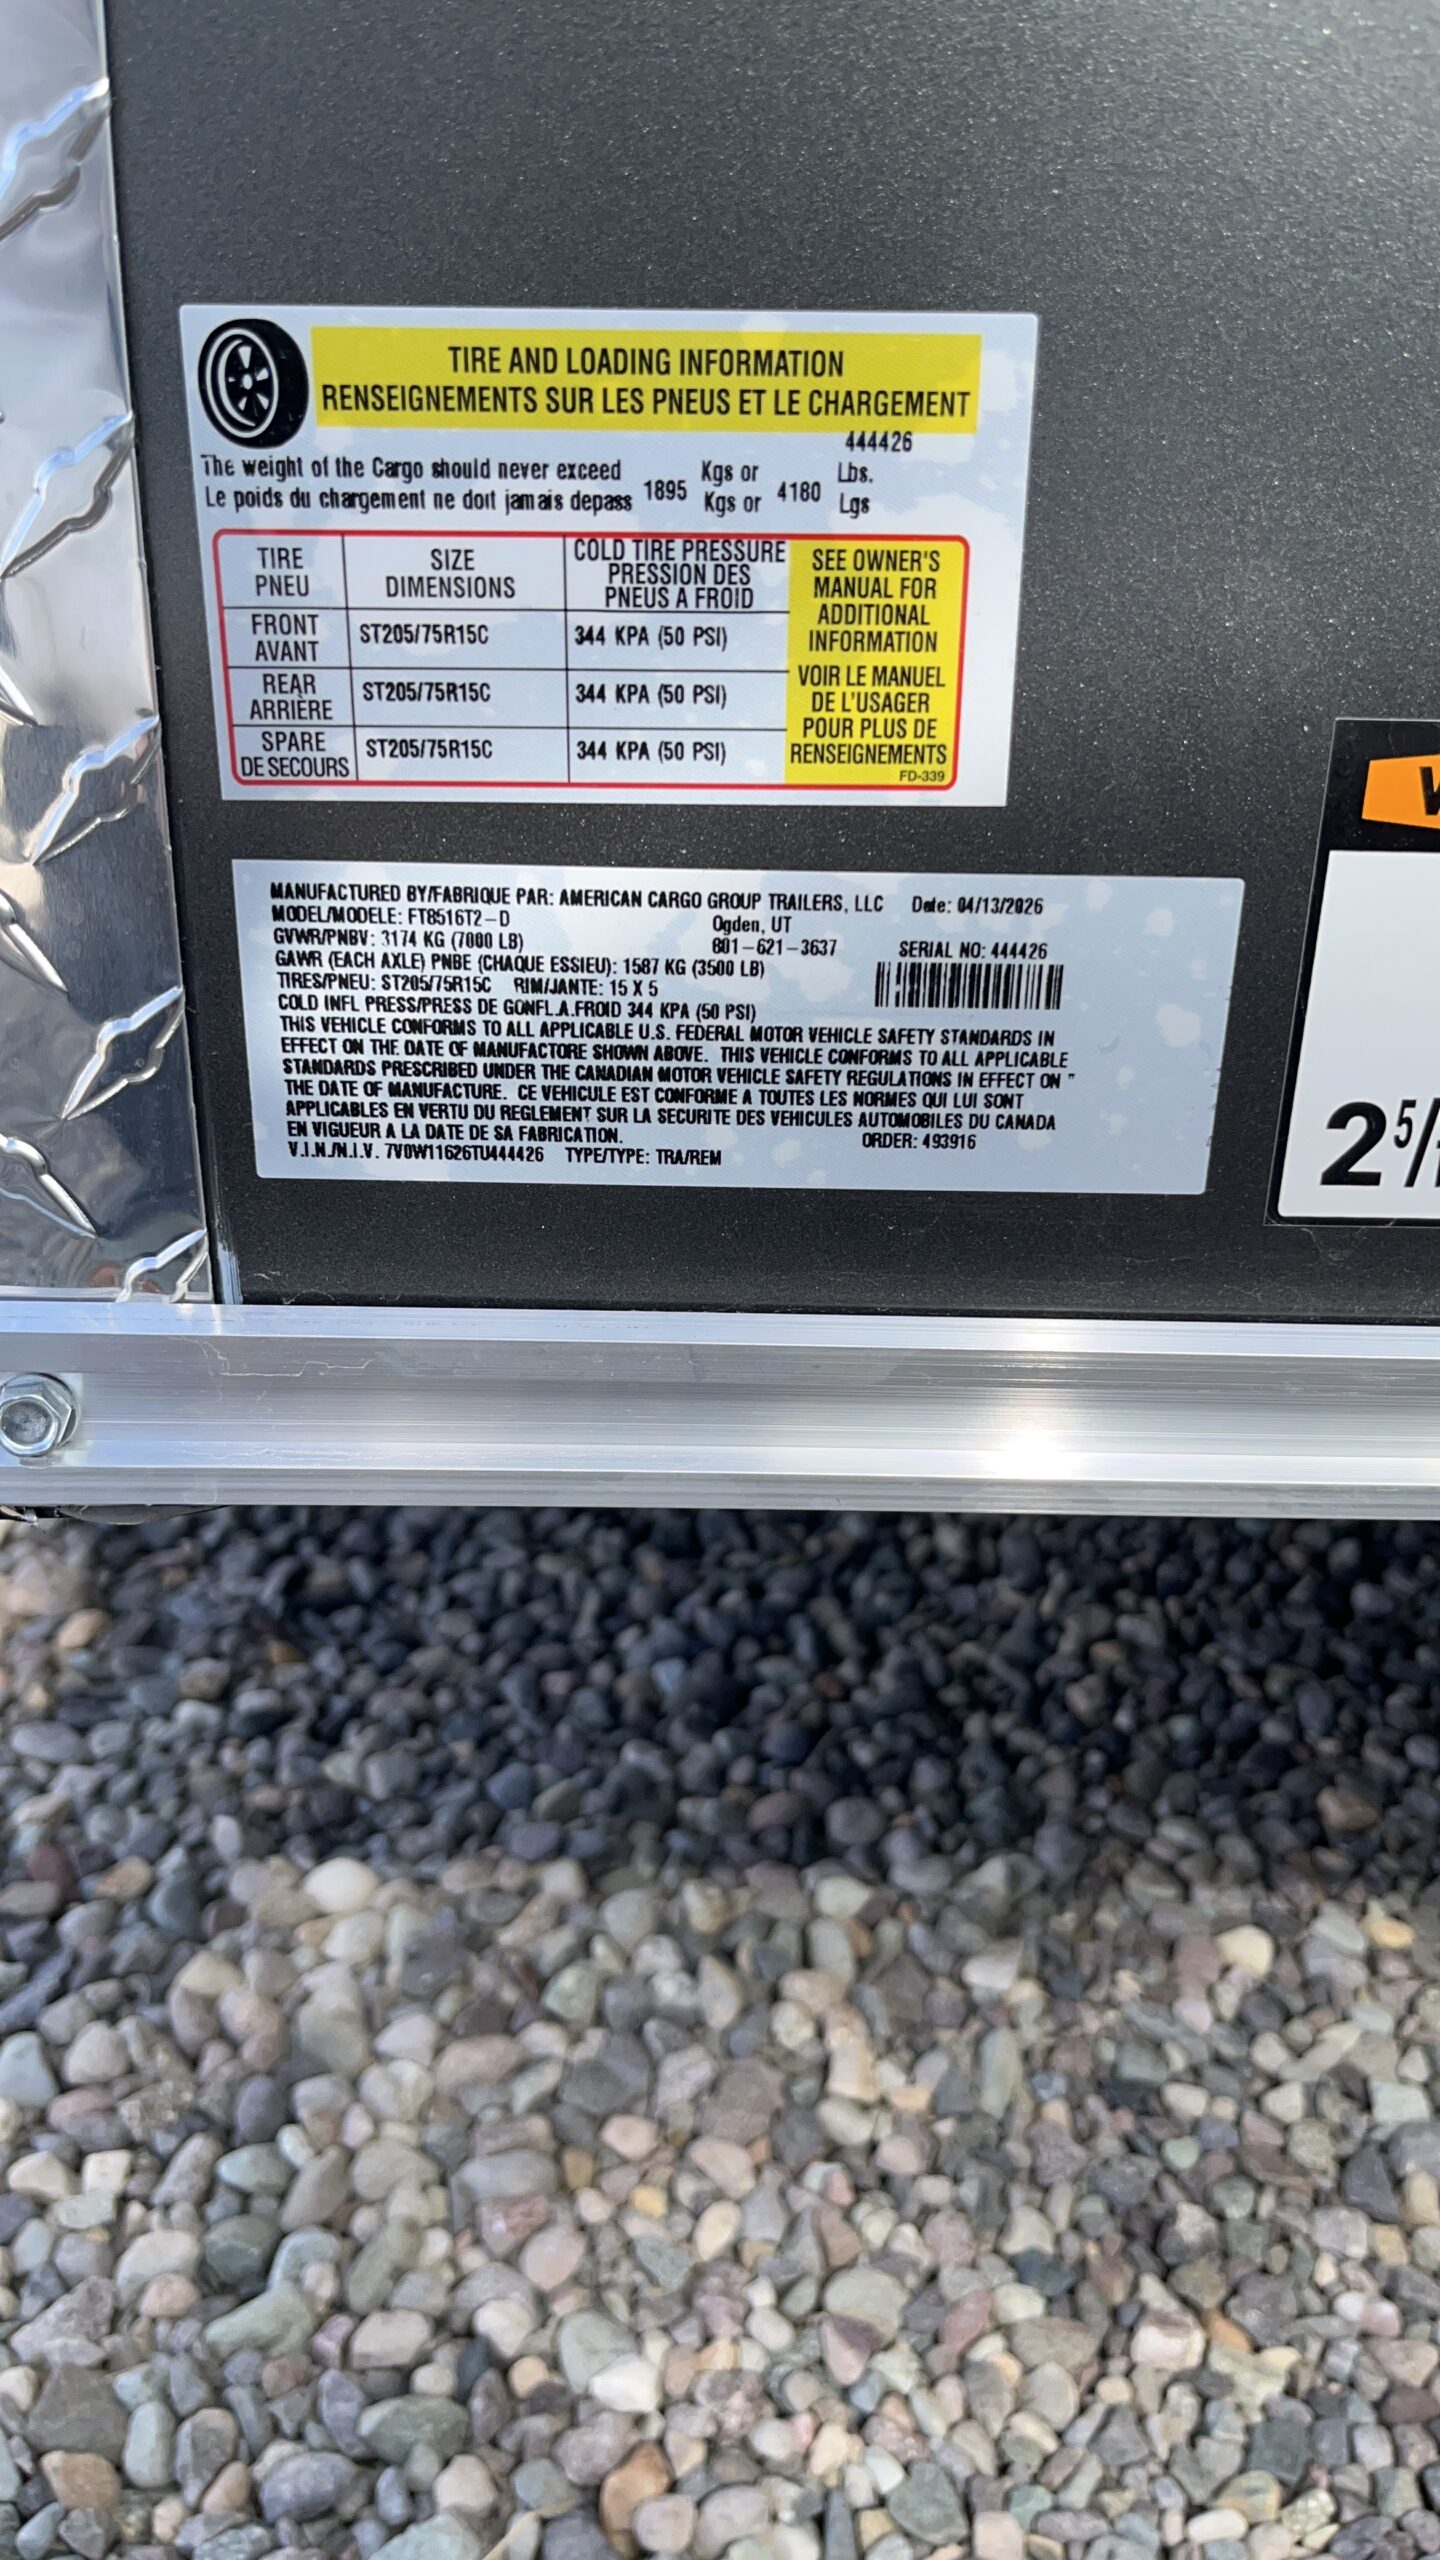 TIRE AND LOADING INFORMATION
RENSEIGNEMENTS SUR LES PNEUS ET LE CHARGEMENT
444426
The weight of the Cargo should never exceed 1895 Kgs or 4180 Lbs.
Le poids du chargement ne doit jamais depass Kgs or Lgs
TIRE SIZE COLD TIRE PRESSURE
PNEU DIMENSIONS PRESSION DES
PNEUS A FROID
FRONT
AVANT ST205/75R15C 344 KPA (50 PSI)
REAR
ARRIÈRE ST205/75R15C 344 KPA (50 PSI)
SPARE
DE SECOURS ST205/75R15C 344 KPA (50 PSI)
SEE OWNER'S
MANUAL FOR
ADDITIONAL
INFORMATION
VOIR LE MANUEL
DE L'USAGER
POUR PLUS DE
RENSEIGNEMENTS
FD-339
MANUFACTURED BY/FABRIQUE PAR: AMERICAN CARGO GROUP TRAILERS, LLC Date: 04/13/2026
MODEL/MODELE: FT8516T2-D Ogden, UT
GVWR/PNBV: 3174 KG (7000 LB) 801-621-3637 SERIAL NO: 444426
GAWR (EACH AXLE) PNBE (CHAQUE ESSIEU): 1587 KG (3500 LB)
TIRES/PNEU: ST205/75R15C RIM/JANTE: 15 X 5
COLD INFL PRESS/PRESS DE GONFL.A.FROID 344 KPA (50 PSI)
THIS VEHICLE CONFORMS TO ALL APPLICABLE U.S. FEDERAL MOTOR VEHICLE SAFETY STANDARDS IN
EFFECT ON THE DATE OF MANUFACTORE SHOWN ABOVE. THIS VEHICLE CONFORMS TO ALL APPLICABLE
STANDARDS PRESCRIBED UNDER THE CANADIAN MOTOR VEHICLE SAFETY REGULATIONS IN EFFECT ON "
THE DATE OF MANUFACTURE. CE VEHICULE EST CONFORME A TOUTES LES NORMES QUI LUI SONT
APPLICABLES EN VERTU DU REGLEMENT SUR LA SECURITE DES VEHICULES AUTOMOBILES DU CANADA
EN VIGUEUR A LA DATE DE SA FABRICATION. ORDER: 493916
V.I.N./N.I.V. 7V0W11626TU444426 TYPE/TYPE: TRA/REM